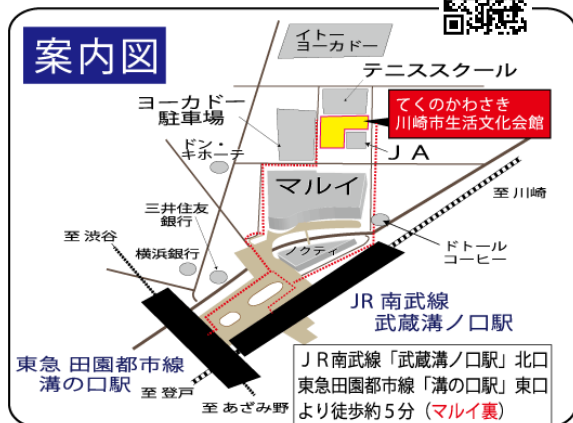 案内図
イトー
ヨーカドー
テニススクール
ヨーカドー
駐車場
てくのかわさき
川崎市生活文化会館
ドン・
キホーテ
JA
マルイ
至 川崎
三井住友
銀行
至 渋谷
横浜銀行
ノクティ
ドトール
コーヒー
JR 南武線
武蔵溝ノ口駅
東急 田園都市線
溝の口駅
至 登戸
至 あざみ野
JR南武線「武蔵溝ノ口駅」北口
東急田園都市線「溝の口駅」東口
より徒歩約5分（マルイ裏）